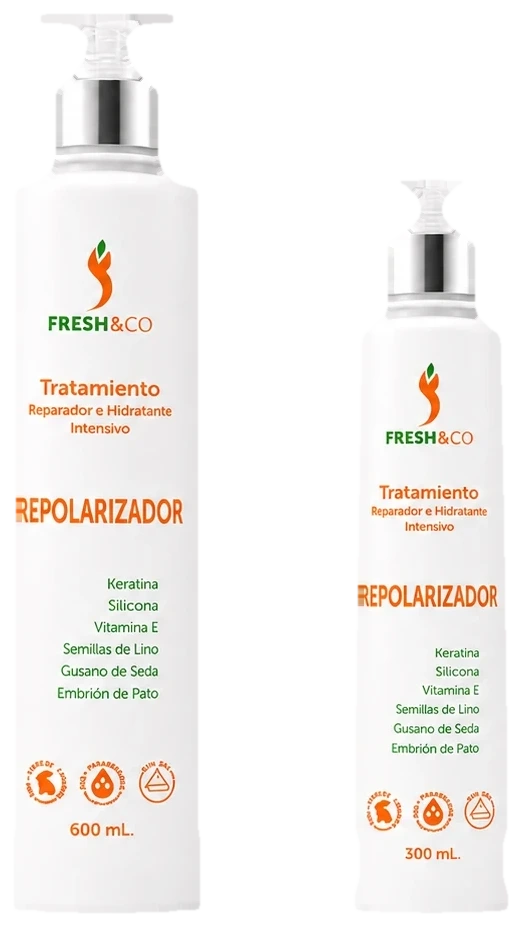 FRESH&CO
Tratamiento
Reparador e Hidratante
Intensivo
REPOLARIZADOR
Keratina
Silicona
Vitamina E
Semillas de Lino
Gusano de Seda
Embrión de Pato
600 mL.
FRESH&CO
Tratamiento
Reparador e Hidratante
Intensivo
REPOLARIZADOR
Keratina
Silicona
Vitamina E
Semillas de Lino
Gusano de Seda
Embrión de Pato
300 mL.